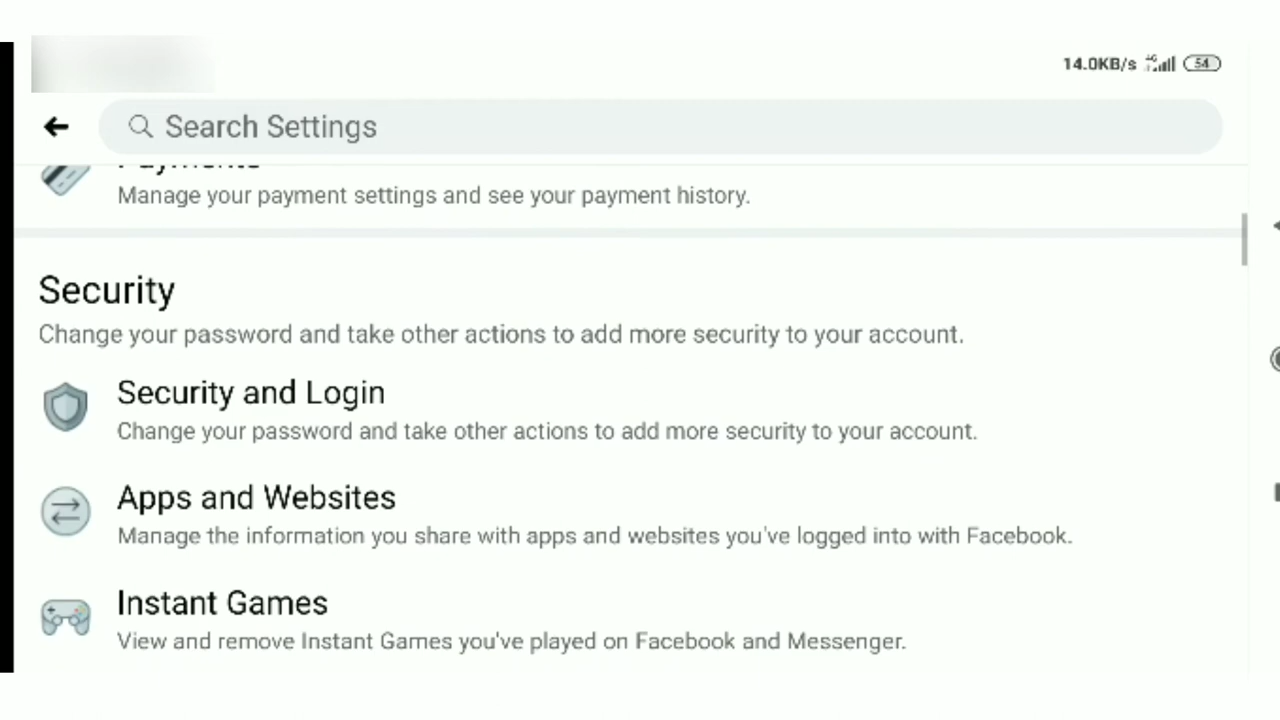 14.0KB/s 4G 54
Search Settings
Payments
Manage your payment settings and see your payment history.
Security
Change your password and take other actions to add more security to your account.
Security and Login
Change your password and take other actions to add more security to your account.
Apps and Websites
Manage the information you share with apps and websites you've logged into with Facebook.
Instant Games
View and remove Instant Games you've played on Facebook and Messenger.